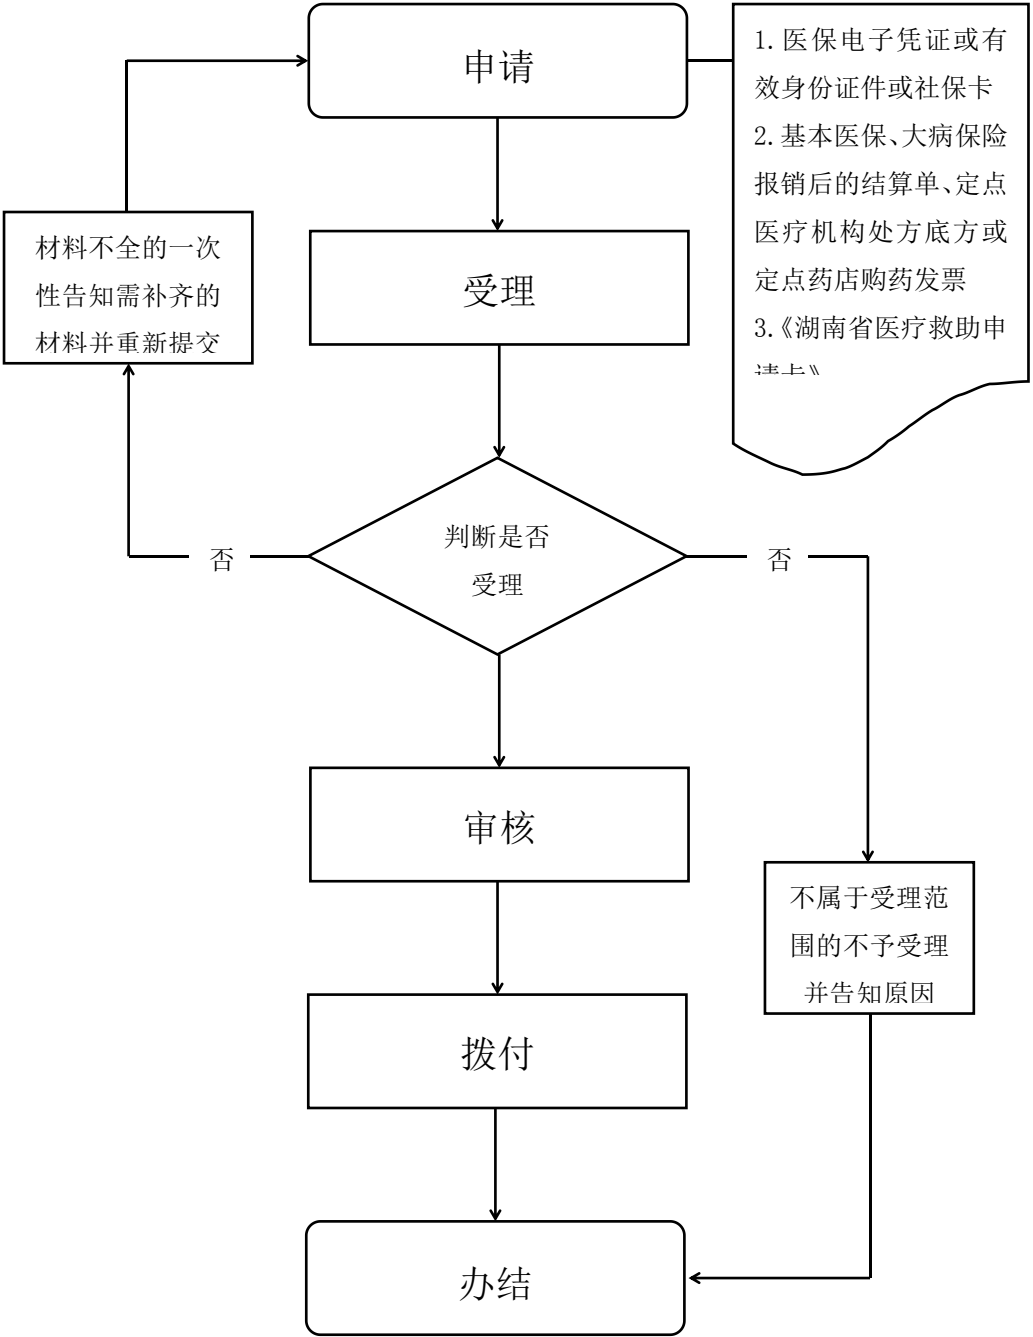 申请
1.医保电子凭证或有
效身份证件或社保卡
2.基本医保、大病保险
报销后的结算单、定点
医疗机构处方底方或
定点药店购药发票
3.《湖南省医疗救助申
请卡》
材料不全的一次
性告知需补齐的
材料并重新提交
受理
判断是否
受理
否
否
审核
不属于受理范
围的不予受理
并告知原因
拨付
办结